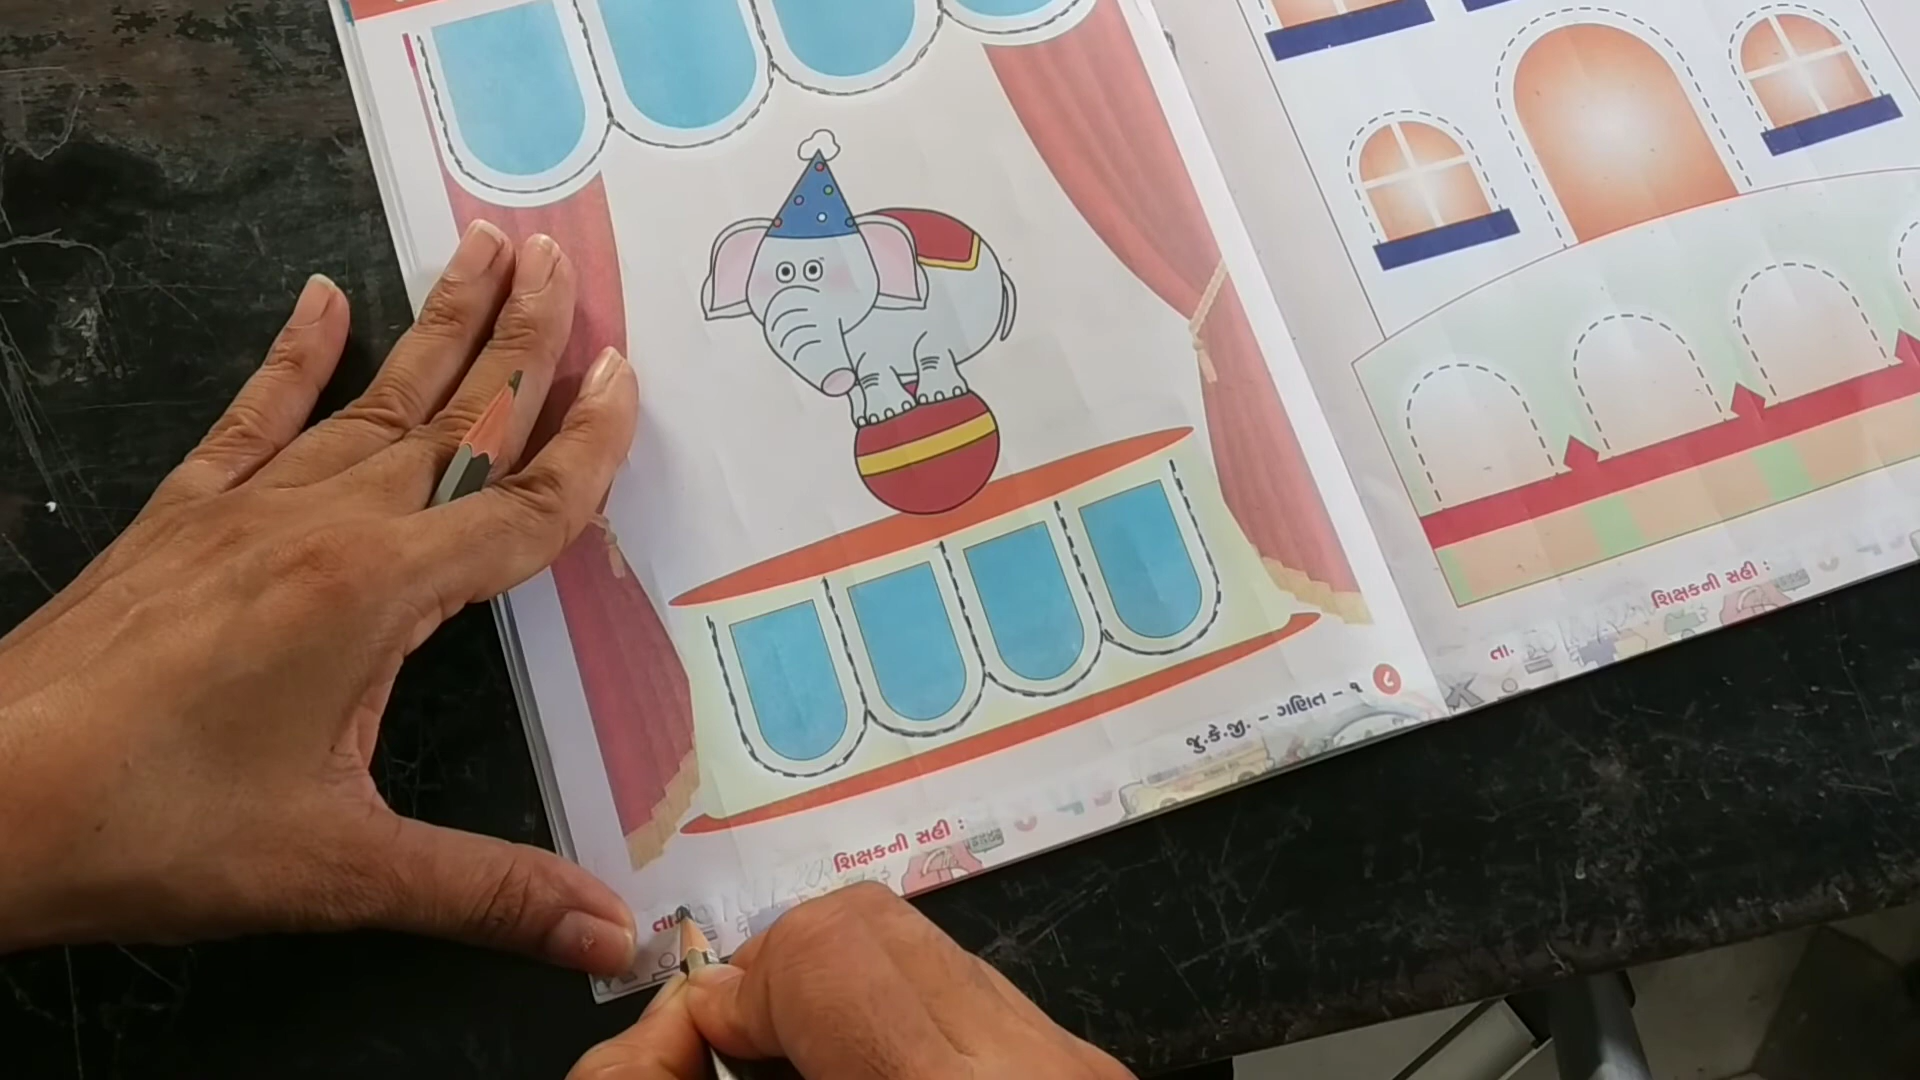 જુ.કે.જી. – ગણિત – ૧ ૮
શિક્ષકની સહી :
તા.
શિક્ષકની સહી :
તા.